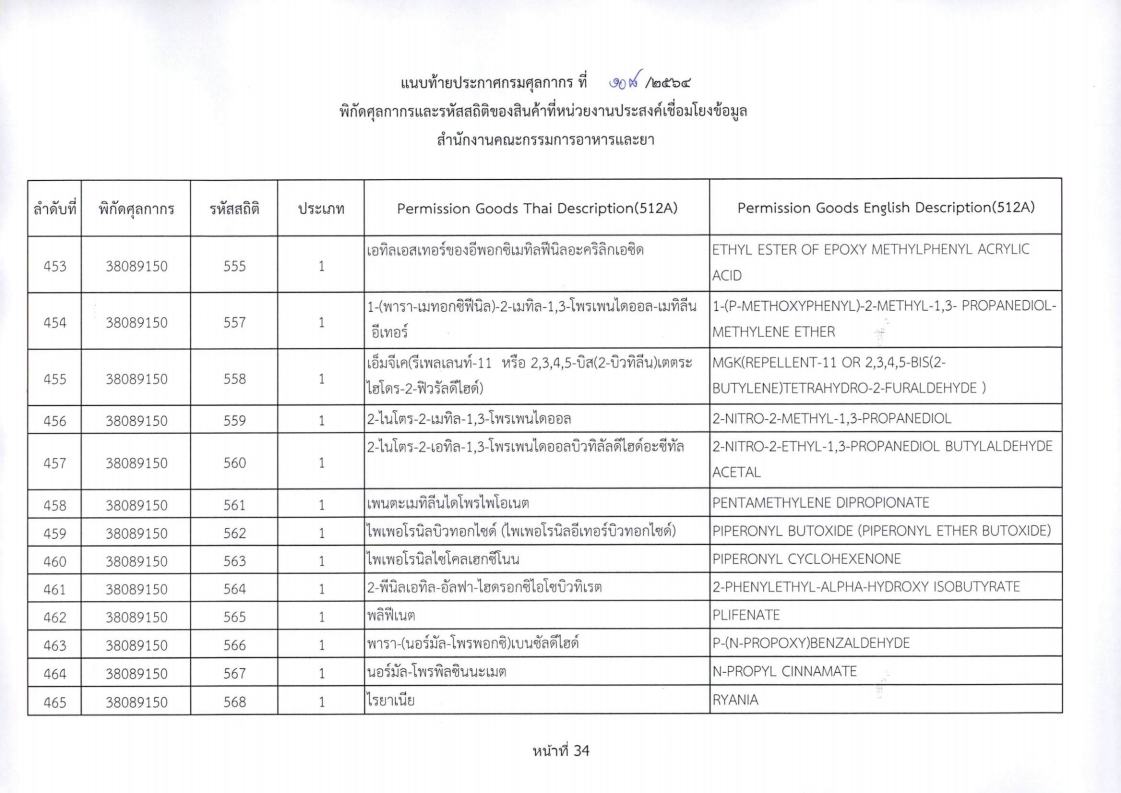 แนบท้ายประกาศกรมศุลกากร ที่ /๒๕๖๔
พิกัดศุลกากรและรหัสสถิติของสินค้าที่หน่วยงานประสงค์เชื่อมโยงข้อมูล
สำนักงานคณะกรรมการอาหารและยา
ลำดับที่ พิกัดศุลกากร รหัสสถิติ ประเภท Permission Goods Thai Description(512A) Permission Goods English Description(512A)
453 38089150 555 1 เอทิลเอสเทอร์ของอีพอกซิเมทิลฟีนิลอะคริลิกเอซิด ETHYL ESTER OF EPOXY METHYLPHENYL ACRYLIC
ACID
454 38089150 557 1 1-(พารา-เมทอกซิฟีนิล)-2-เมทิล-1,3-โพรเพนไดออล-เมทิลีน 1-(P-METHOXYPHENYL)-2-METHYL-1,3- PROPANEDIOL-
อีเทอร์ METHYLENE ETHER
455 38089150 558 1 เอ็มจีเค(รีเพลเลนท์-11 หรือ 2,3,4,5-บิส(2-บิวทิลีน)เตตระ MGK(REPELLENT-11 OR 2,3,4,5-BIS(2-
ไฮโดร-2-ฟิวรัลดีไฮด์) BUTYLENE)TETRAHYDRO-2-FURALDEHYDE )
456 38089150 559 1 2-ไนโตร-2-เมทิล-1,3-โพรเพนไดออล 2-NITRO-2-METHYL-1,3-PROPANEDIOL
457 38089150 560 1 2-ไนโตร-2-เอทิล-1,3-โพรเพนไดออลบิวทิลัลดีไฮด์อะซีทัล 2-NITRO-2-ETHYL-1,3-PROPANEDIOL BUTYLALDEHYDE
ACETAL
458 38089150 561 1 เพนตะเมทิลีนไดโพรไพโอเนต PENTAMETHYLENE DIPROPIONATE
459 38089150 562 1 ไพเพอโรนิลบิวทอกไซด์ (ไพเพอโรนิลอีเทอร์บิวทอกไซด์) PIPERONYL BUTOXIDE (PIPERONYL ETHER BUTOXIDE)
460 38089150 563 1 ไพเพอโรนิลไซโคลเฮกซีโนน PIPERONYL CYCLOHEXENONE
461 38089150 564 1 2-ฟีนิลเอทิล-อัลฟา-ไฮดรอกซิไอโซบิวทิเรต 2-PHENYLETHYL-ALPHA-HYDROXY ISOBUTYRATE
462 38089150 565 1 พลิฟีเนต PLIFENATE
463 38089150 566 1 พารา-(นอร์มัล-โพรพอกซิ)เบนซัลดีไฮด์ P-(N-PROPOXY)BENZALDEHYDE
464 38089150 567 1 นอร์มัล-โพรพิลซินนะเมต N-PROPYL CINNAMATE
465 38089150 568 1 ไรยาเนีย RYANIA
หน้าที่ 34